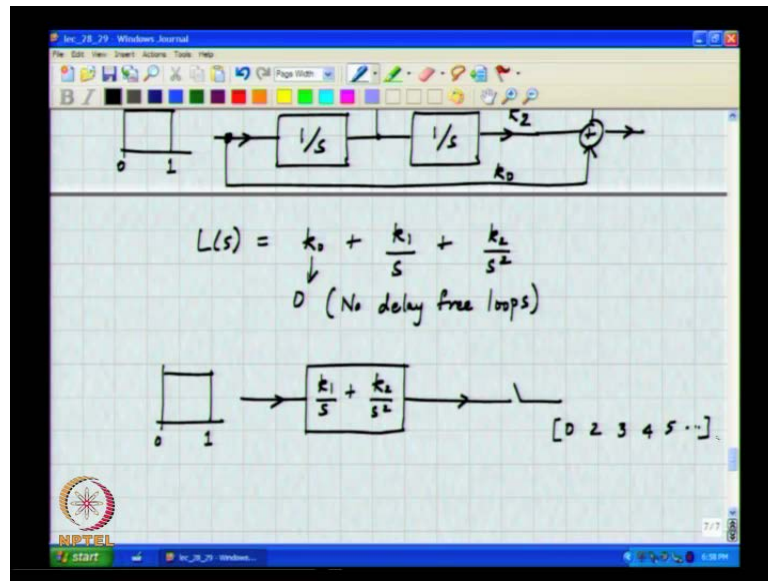 lec_28_29 - Windows Journal
File Edit View Insert Actions Tools Help
Page Width
B I
0 1
1/s 1/s k2 +
k0
L(s) = k0 + k1/s + k2/s^2
↓
0 (No delay free loops)
k1/s + k2/s^2
0 1
[0 2 3 4 5 ...]
NPTEL
7/7
start lec_28_29 - Windows... 6:58 PM